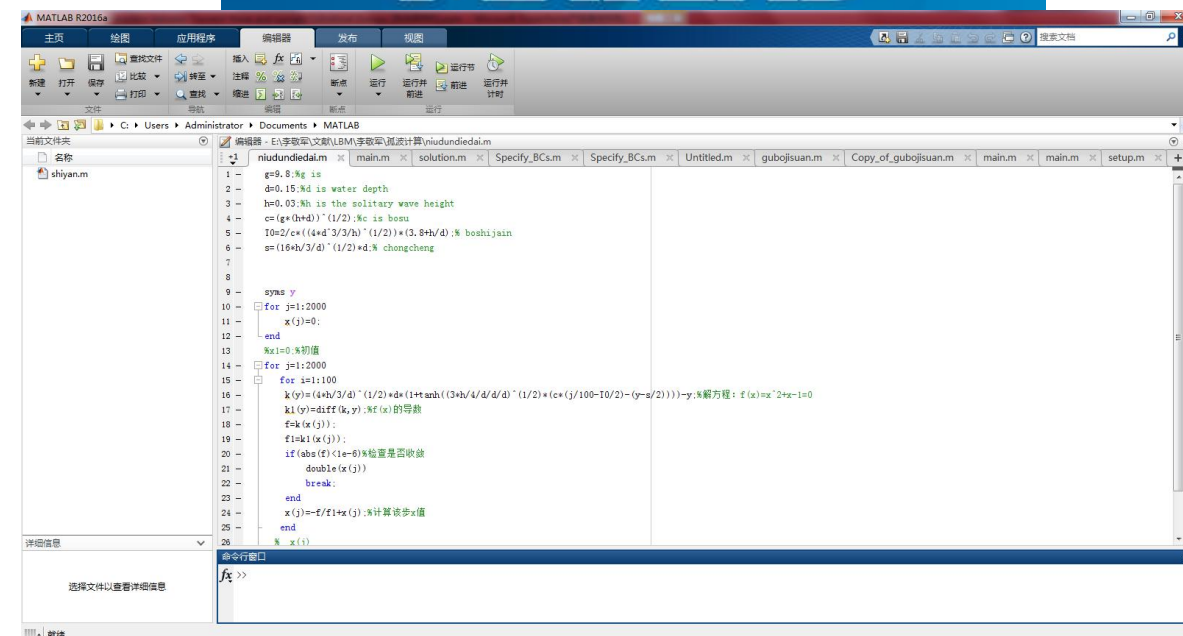 MATLAB R2016a
主页 绘图 应用程序 编辑器 发布 视图 搜索文档
新建 打开 保存 查找文件 比较 打印 转至 查找 插入 fx 注释 缩进 断点 运行 运行并前进 运行节 前进 运行并计时
文件 导航 编辑 断点 运行
C: Users Administrator Documents MATLAB
当前文件夹
编辑器 - E:\李敬军\文献\LBM\李敬军\孤波计算\niudundiedai.m
名称
shiyan.m
+1 niudundiedai.m main.m solution.m Specify_BCs.m Specify_BCs.m Untitled.m gubojisuan.m Copy_of_gubojisuan.m main.m main.m setup.m +
1 g=9.8;%g is
2 d=0.15;%d is water depth
3 h=0.03;%h is the solitary wave height
4 c=(g*(h+d))^(1/2);%c is bosu
5 T0=2/c*((4*d^3/3/h)^(1/2))*(3.8+h/d);% boshijain
6 s=(16*h/3/d)^(1/2)*d;% chongcheng
7
8
9 syms y
10 for j=1:2000
11 x(j)=0;
12 end
13 %x1=0;%初值
14 for j=1:2000
15 for i=1:100
16 k(y)=(4*h/3/d)^(1/2)*d*(1+tanh((3*h/4/d/d/d)^(1/2)*(c*(j/100-T0/2)-(y-s/2))))-y;%解方程：f(x)=x^2+x-1=0
17 k1(y)=diff(k,y);%f(x)的导数
18 f=k(x(j));
19 f1=k1(x(j));
20 if(abs(f)<1e-6)%检查是否收敛
21 double(x(j))
22 break;
23 end
24 x(j)=-f/f1+x(j);%计算该步x值
25 end
26 % x(j)
详细信息
选择文件以查看详细信息
命令行窗口
fx >>
就绪